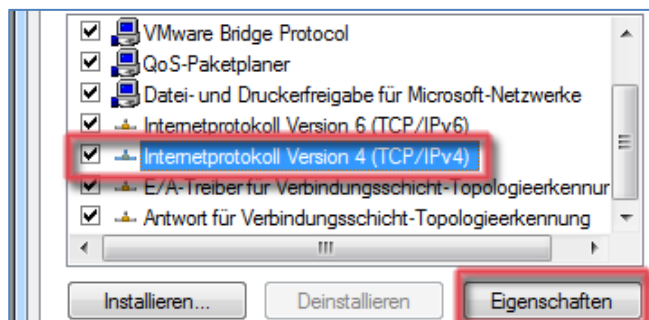 VMware Bridge Protocol
QoS-Paketplaner
Datei- und Druckerfreigabe für Microsoft-Netzwerke
Internetprotokoll Version 6 (TCP/IPv6)
Internetprotokoll Version 4 (TCP/IPv4)
E/A-Treiber für Verbindungsschicht-Topologieerkennur
Antwort für Verbindungsschicht-Topologieerkennung
Installieren... Deinstallieren Eigenschaften